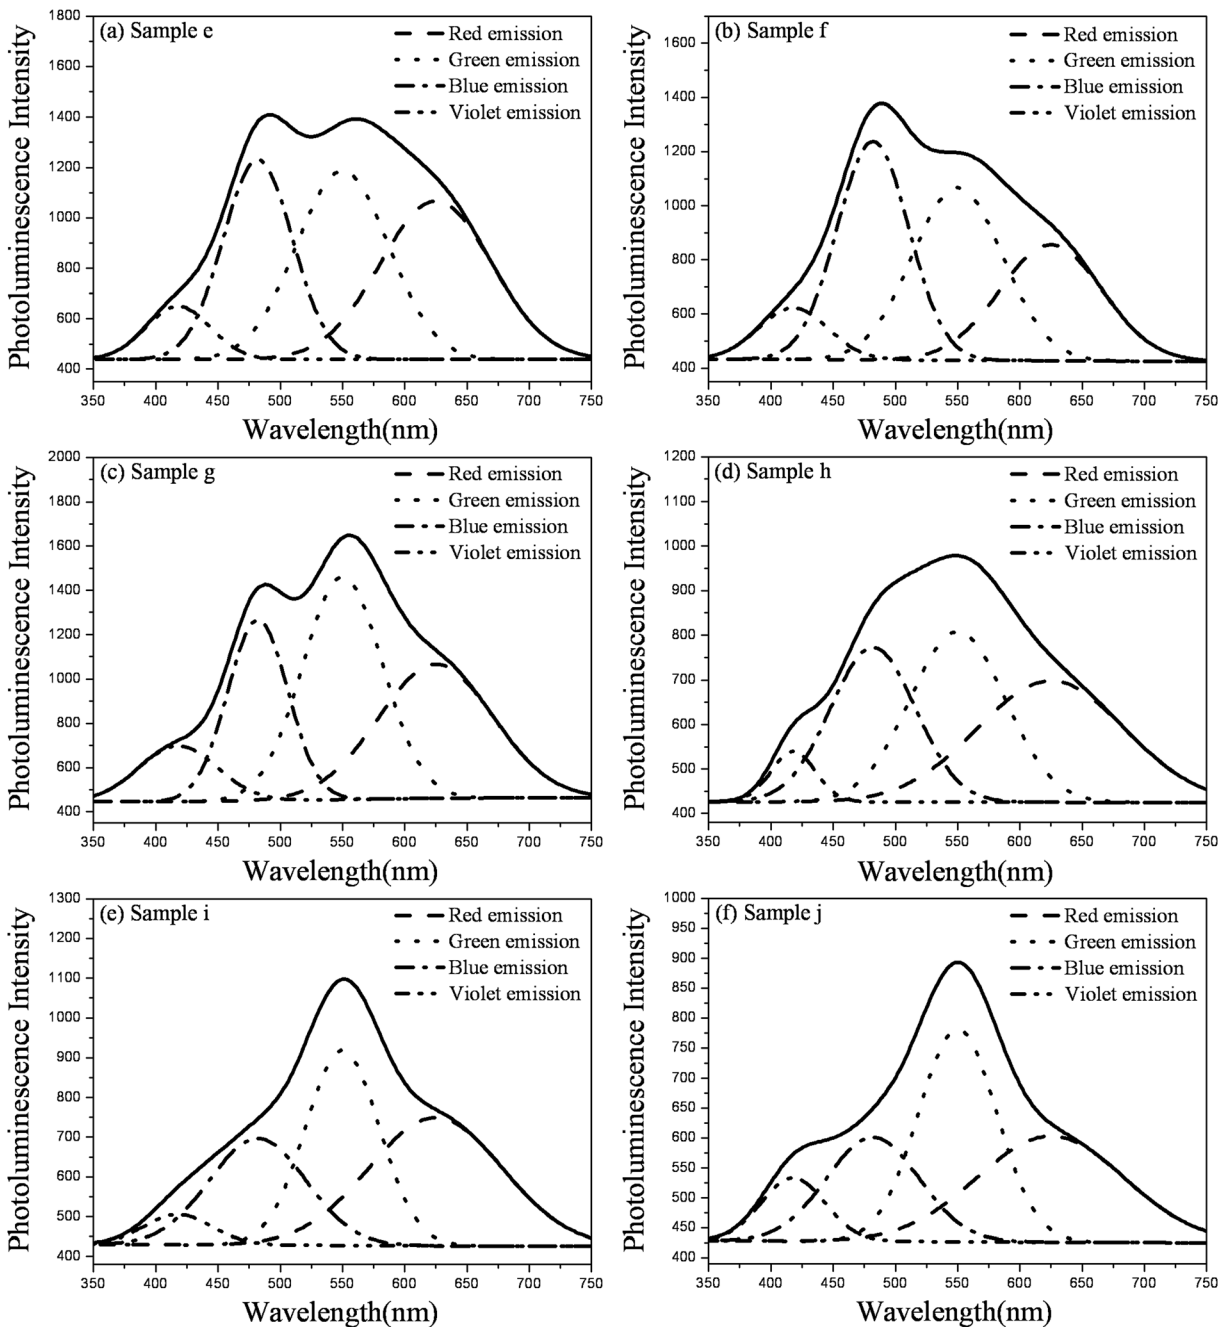 (a) Sample e
Red emission
Green emission
Blue emission
Violet emission
Photoluminescence Intensity
1800
1600
1400
1200
1000
800
600
400
350 400 450 500 550 600 650 700 750
Wavelength(nm)
(b) Sample f
Red emission
Green emission
Blue emission
Violet emission
Photoluminescence Intensity
1600
1400
1200
1000
800
600
400
350 400 450 500 550 600 650 700 750
Wavelength(nm)
(c) Sample g
Red emission
Green emission
Blue emission
Violet emission
Photoluminescence Intensity
2000
1800
1600
1400
1200
1000
800
600
400
350 400 450 500 550 600 650 700 750
Wavelength(nm)
(d) Sample h
Red emission
Green emission
Blue emission
Violet emission
Photoluminescence Intensity
1200
1100
1000
900
800
700
600
500
400
350 400 450 500 550 600 650 700 750
Wavelength(nm)
(e) Sample i
Red emission
Green emission
Blue emission
Violet emission
Photoluminescence Intensity
1300
1200
1100
1000
900
800
700
600
500
400
350 400 450 500 550 600 650 700 750
Wavelength(nm)
(f) Sample j
Red emission
Green emission
Blue emission
Violet emission
Photoluminescence Intensity
1000
950
900
850
800
750
700
650
600
550
500
450
400
350 400 450 500 550 600 650 700 750
Wavelength(nm)